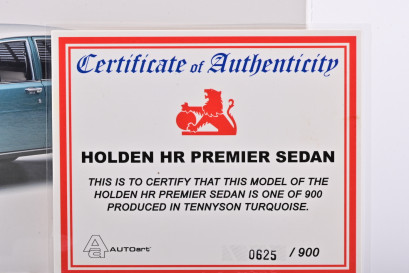 Certificate of Authenticity
HOLDEN HR PREMIER SEDAN
THIS IS TO CERTIFY THAT THIS MODEL OF THE
HOLDEN HR PREMIER SEDAN IS ONE OF 900
PRODUCED IN TENNYSON TURQUOISE.
Aa AUTOart® 0625 / 900